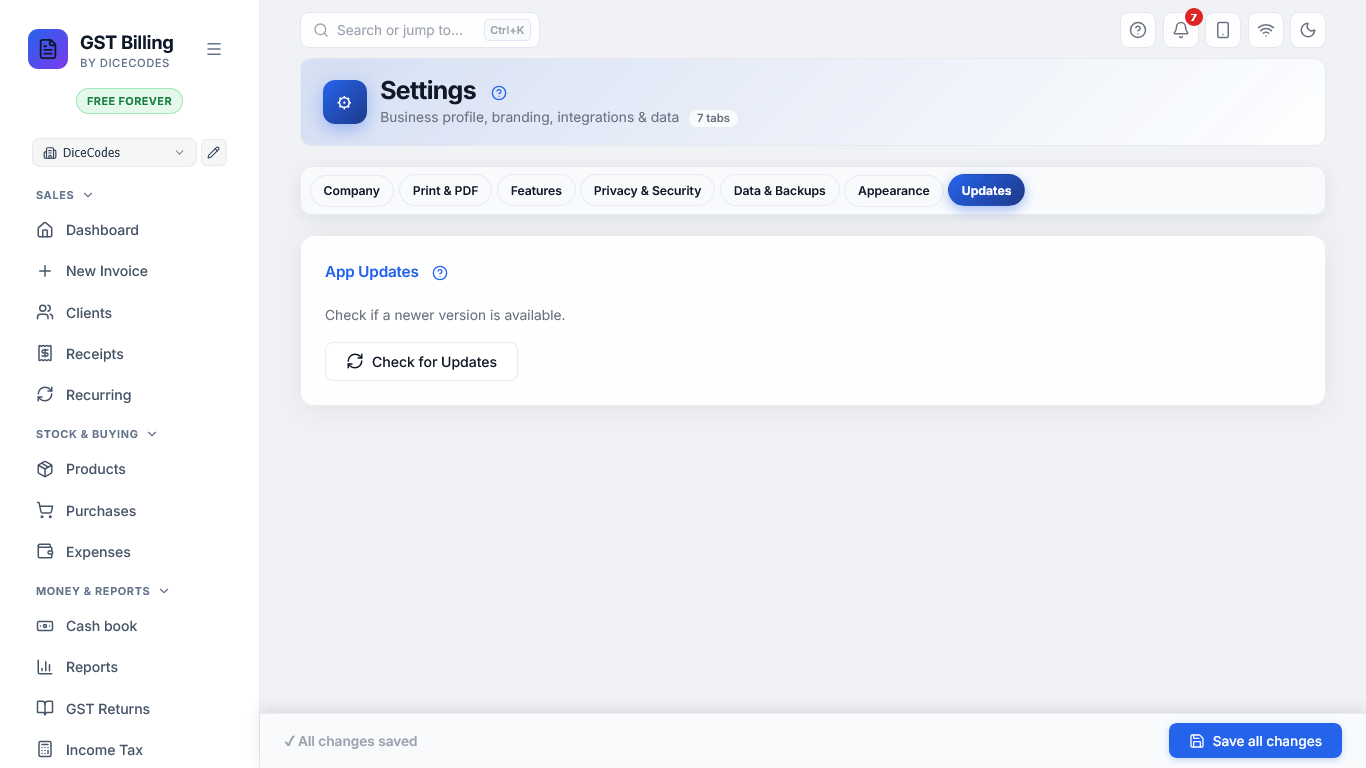 GST Billing
BY DICECODES
FREE FOREVER
DiceCodes
SALES
Dashboard
New Invoice
Clients
Receipts
Recurring
STOCK & BUYING
Products
Purchases
Expenses
MONEY & REPORTS
Cash book
Reports
GST Returns
Income Tax
Search or jump to... Ctrl+K
7
Settings
Business profile, branding, integrations & data 7 tabs
Company Print & PDF Features Privacy & Security Data & Backups Appearance Updates
App Updates
Check if a newer version is available.
Check for Updates
✓ All changes saved
Save all changes